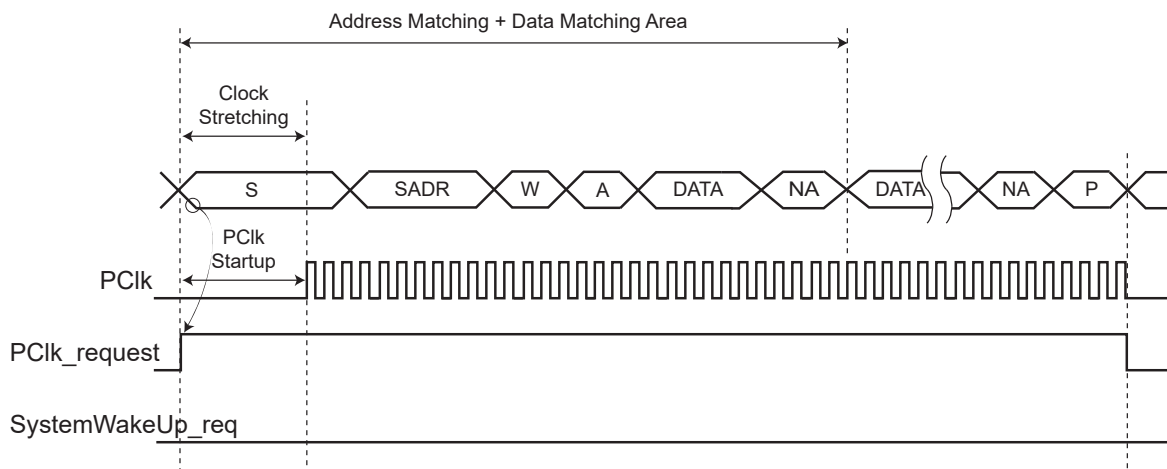 Address Matching + Data Matching Area
Clock
Stretching
S SADR W A DATA NA DATA NA P
PClk
Startup
PClk
PClk_request
SystemWakeUp_req